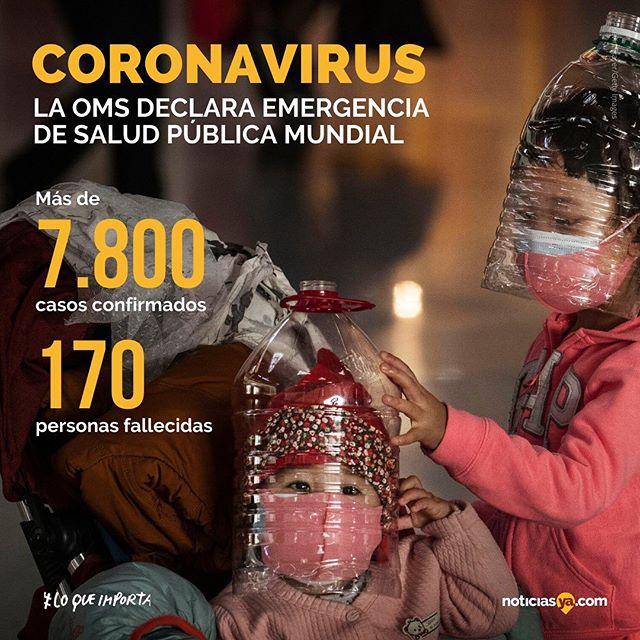 CORONAVIRUS
LA OMS DECLARA EMERGENCIA
DE SALUD PÚBLICA MUNDIAL
Más de
7.800
casos confirmados
170
personas fallecidas
Y LO QUE IMPORTA
noticiasya.com